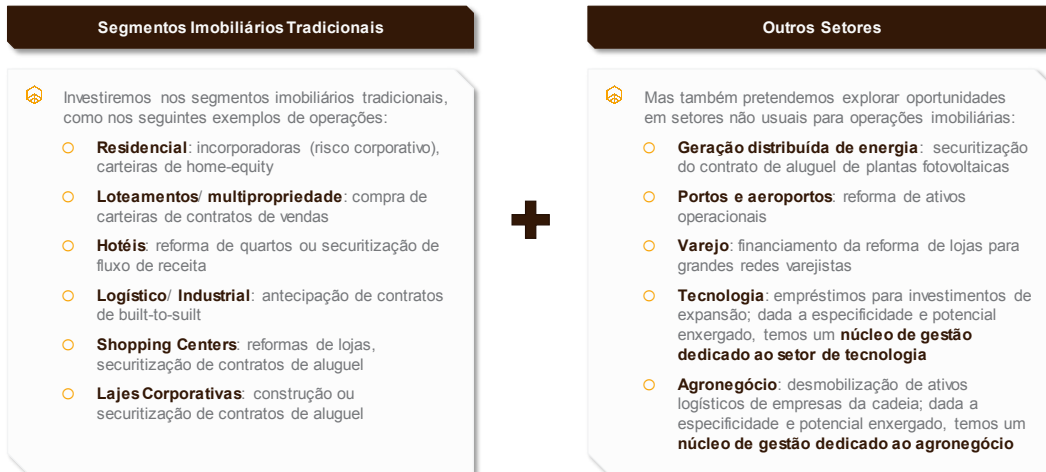 Segmentos Imobiliários Tradicionais
Investiremos nos segmentos imobiliários tradicionais,
como nos seguintes exemplos de operações:
Residencial: incorporadoras (risco corporativo),
carteiras de home-equity
Loteamentos/ multipropriedade: compra de
carteiras de contratos de vendas
Hotéis: reforma de quartos ou securitização de
fluxo de receita
Logístico/ Industrial: antecipação de contratos
de built-to-suilt
Shopping Centers: reformas de lojas,
securitização de contratos de aluguel
Lajes Corporativas: construção ou
securitização de contratos de aluguel
Outros Setores
Mas também pretendemos explorar oportunidades
em setores não usuais para operações imobiliárias:
Geração distribuída de energia: securitização
do contrato de aluguel de plantas fotovoltaicas
Portos e aeroportos: reforma de ativos
operacionais
Varejo: financiamento da reforma de lojas para
grandes redes varejistas
Tecnologia: empréstimos para investimentos de
expansão; dada a especificidade e potencial
enxergado, temos um núcleo de gestão
dedicado ao setor de tecnologia
Agronegócio: desmobilização de ativos
logísticos de empresas da cadeia; dada a
especificidade e potencial enxergado, temos um
núcleo de gestão dedicado ao agronegócio